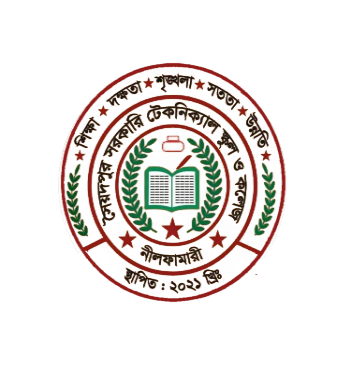 ★ শিক্ষা ★ দক্ষতা ★ শৃঙ্খলা ★ সততা ★ উন্নতি ★
সৈয়দপুর সরকারি টেকনিক্যাল স্কুল ও কলেজ
নীলফামারী
স্থাপিত : ২০২১ খ্রিঃ